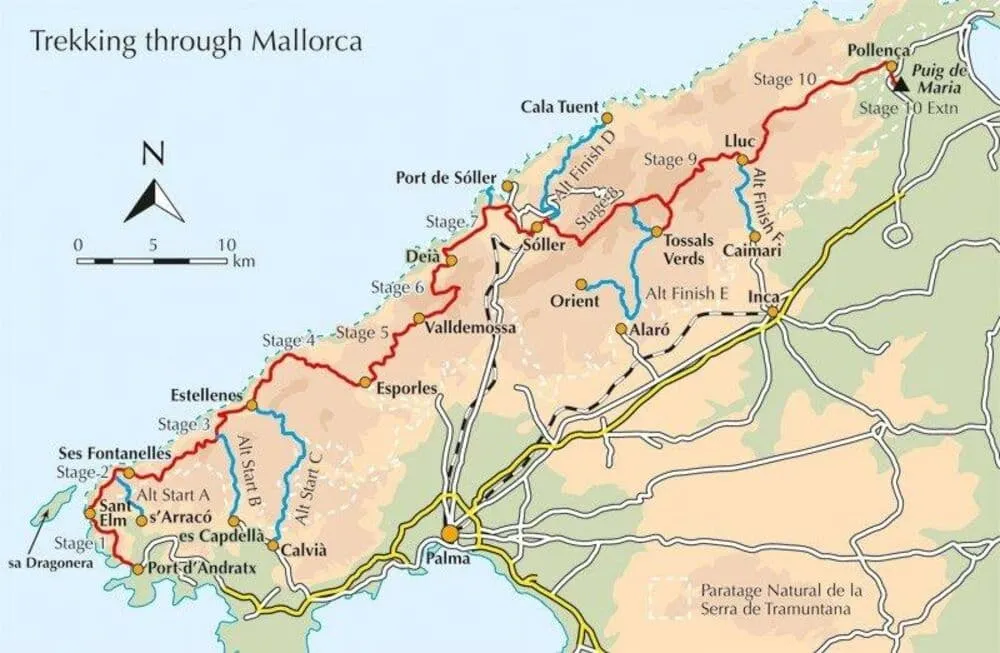 Trekking through Mallorca
N
0 5 10
km
Pollença
Puig de
Maria
Stage 10
Stage 10 Extn
Cala Tuent
Alt Finish D
Lluc
Stage 9
Port de Sóller
Alt Finish F
Stage 8
Stage 7
Sóller
Tossals
Verds
Caimari
Deià
Stage 6
Orient
Alt Finish E
Inca
Valldemossa
Stage 5
Alaró
Stage 4
Esporles
Estellenes
Stage 3
Ses Fontanelles
Stage 2
Alt Start A
Alt Start B
Alt Start C
Sant
Elm
s'Arracó
es Capdellà
Calvià
Stage 1
sa Dragonera
Port d'Andratx
Palma
Paratage Natural de la
Serra de Tramuntana